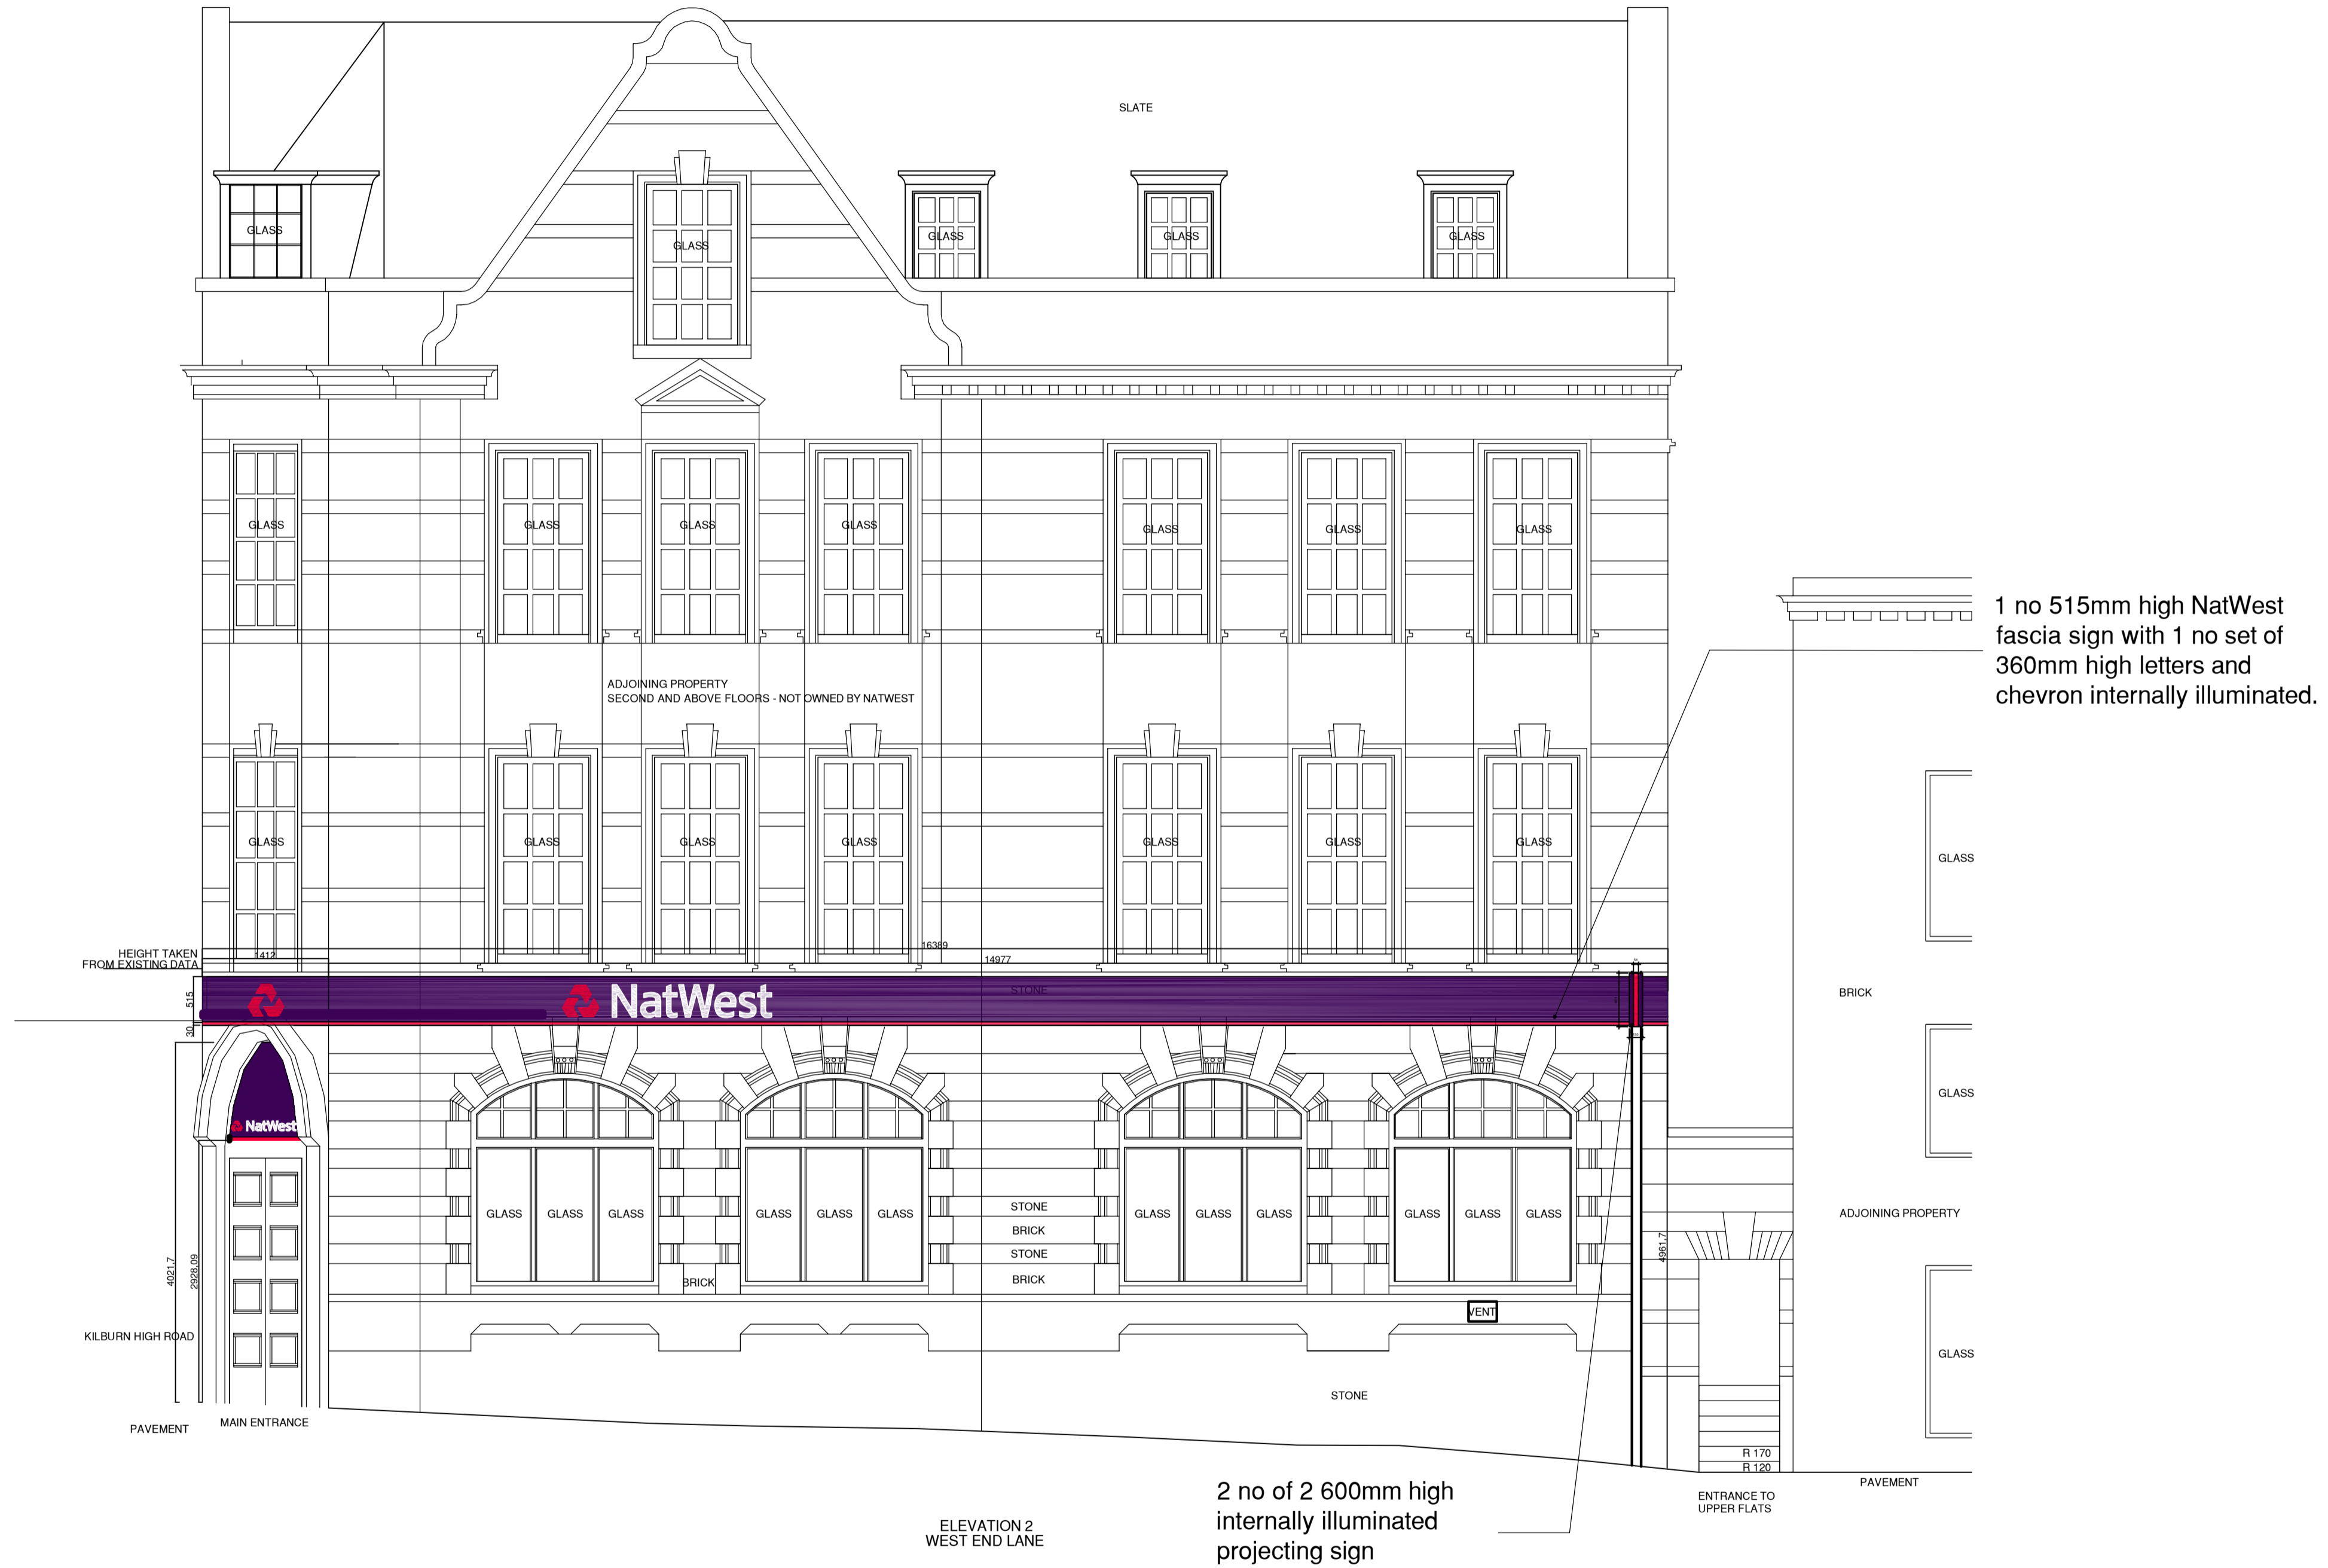 SLATE
GLASS
GLASS
GLASS
GLASS
GLASS
GLASS
GLASS
GLASS
GLASS
GLASS
GLASS
GLASS
1 no 515mm high NatWest
fascia sign with 1 no set of
360mm high letters and
chevron internally illuminated.
ADJOINING PROPERTY
SECOND AND ABOVE FLOORS - NOT OWNED BY NATWEST
GLASS
GLASS
GLASS
GLASS
GLASS
GLASS
GLASS
GLASS
HEIGHT TAKEN
FROM EXISTING DATA
1412
16389
14977
515
30
NatWest
STONE
BRICK
GLASS
NatWest
GLASS GLASS GLASS
GLASS GLASS GLASS
GLASS GLASS GLASS
GLASS GLASS GLASS
STONE
BRICK
STONE
BRICK
BRICK
ADJOINING PROPERTY
4021,7
2928,09
4961,7
VENT
KILBURN HIGH ROAD
GLASS
STONE
PAVEMENT
MAIN ENTRANCE
R 170
R 120
PAVEMENT
ENTRANCE TO
UPPER FLATS
ELEVATION 2
WEST END LANE
2 no of 2 600mm high
internally illuminated
projecting sign